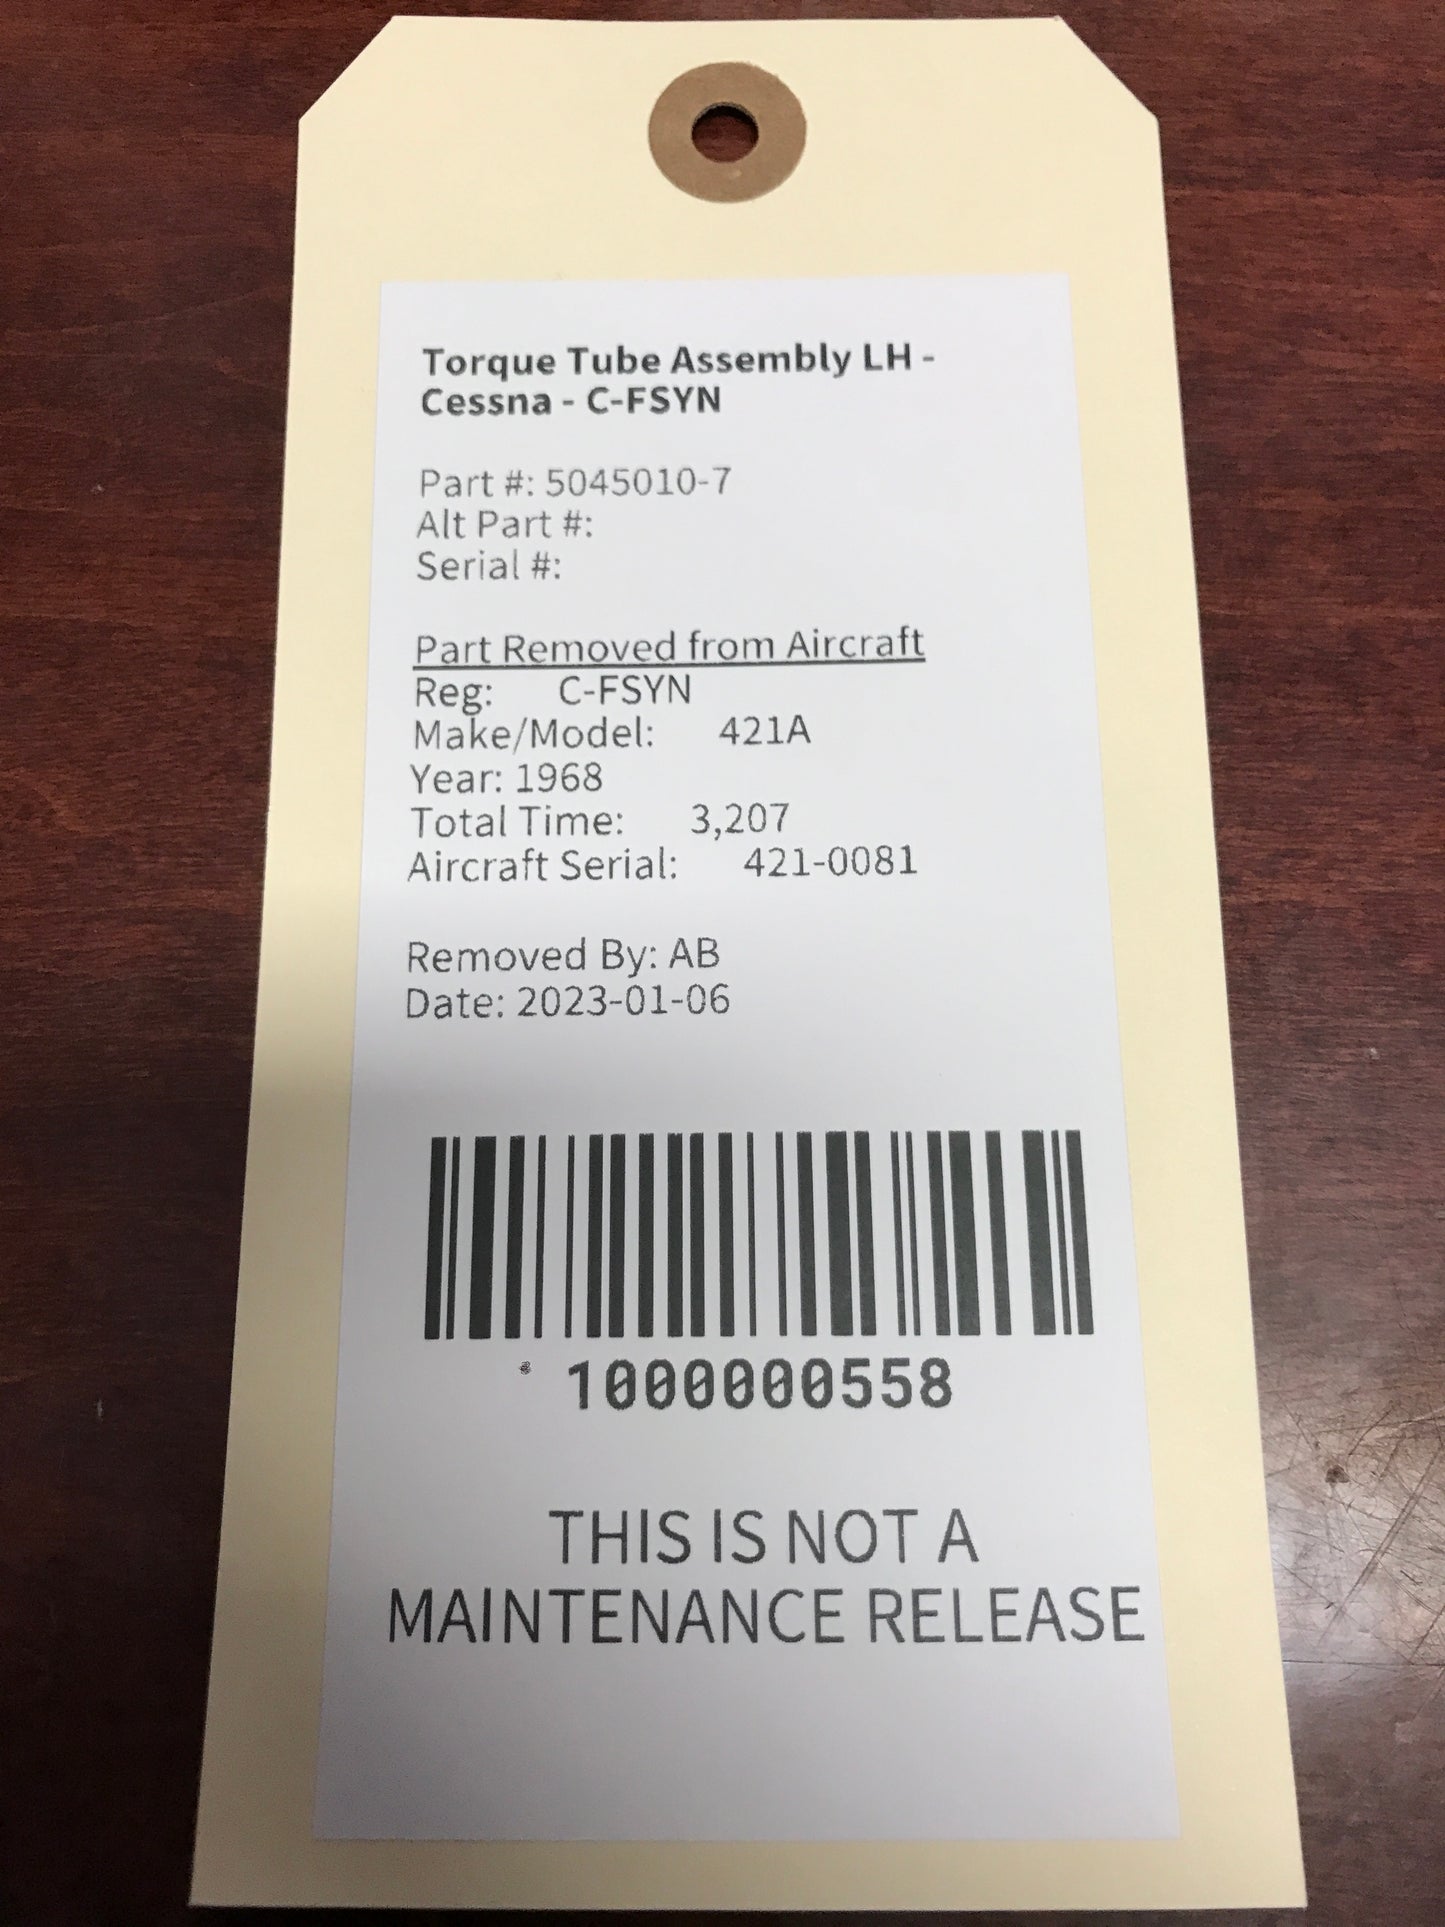 Torque Tube Assembly LH -
Cessna - C-FSYN
Part #: 5045010-7
Alt Part #:
Serial #:
Part Removed from Aircraft
Reg: C-FSYN
Make/Model: 421A
Year: 1968
Total Time: 3,207
Aircraft Serial: 421-0081
Removed By: AB
Date: 2023-01-06
1000000558
THIS IS NOT A
MAINTENANCE RELEASE